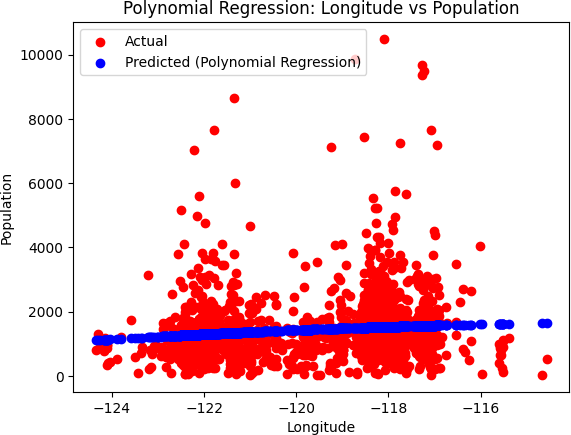 Polynomial Regression: Longitude vs Population
Actual
Predicted (Polynomial Regression)
10000
8000
6000
4000
2000
0
Population
−124
−122
−120
−118
−116
Longitude